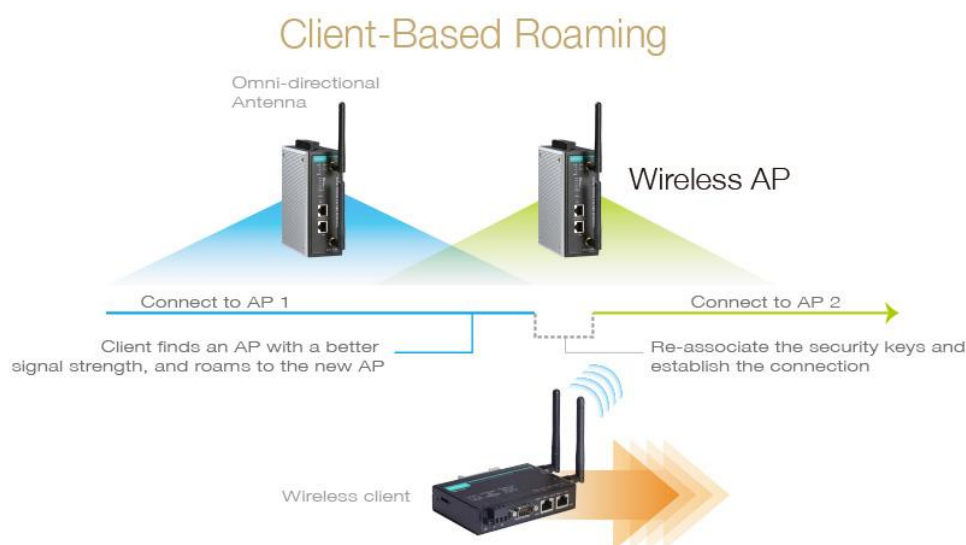 Client-Based Roaming
Omni-directional
Antenna
Wireless AP
Connect to AP 1
Connect to AP 2
Client finds an AP with a better
signal strength, and roams to the new AP
Re-associate the security keys and
establish the connection
Wireless client